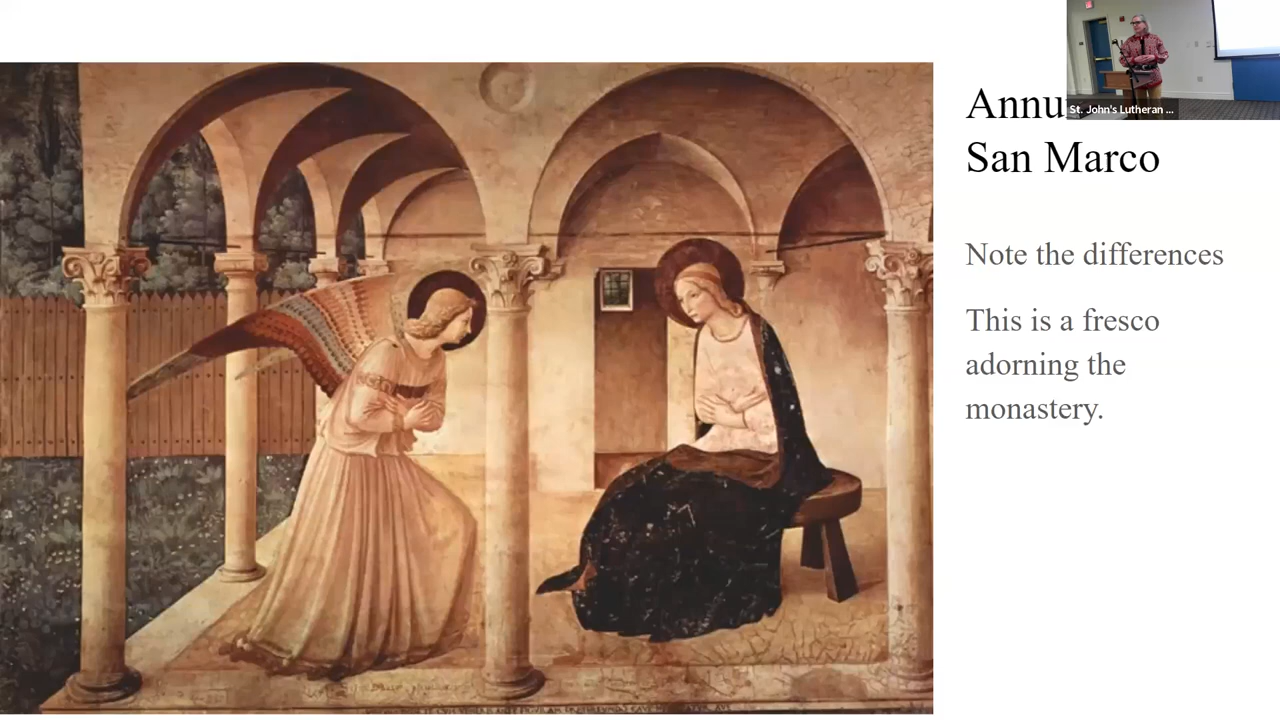 Annu
St. John's Lutheran ...
San Marco
Note the differences
This is a fresco
adorning the
monastery.